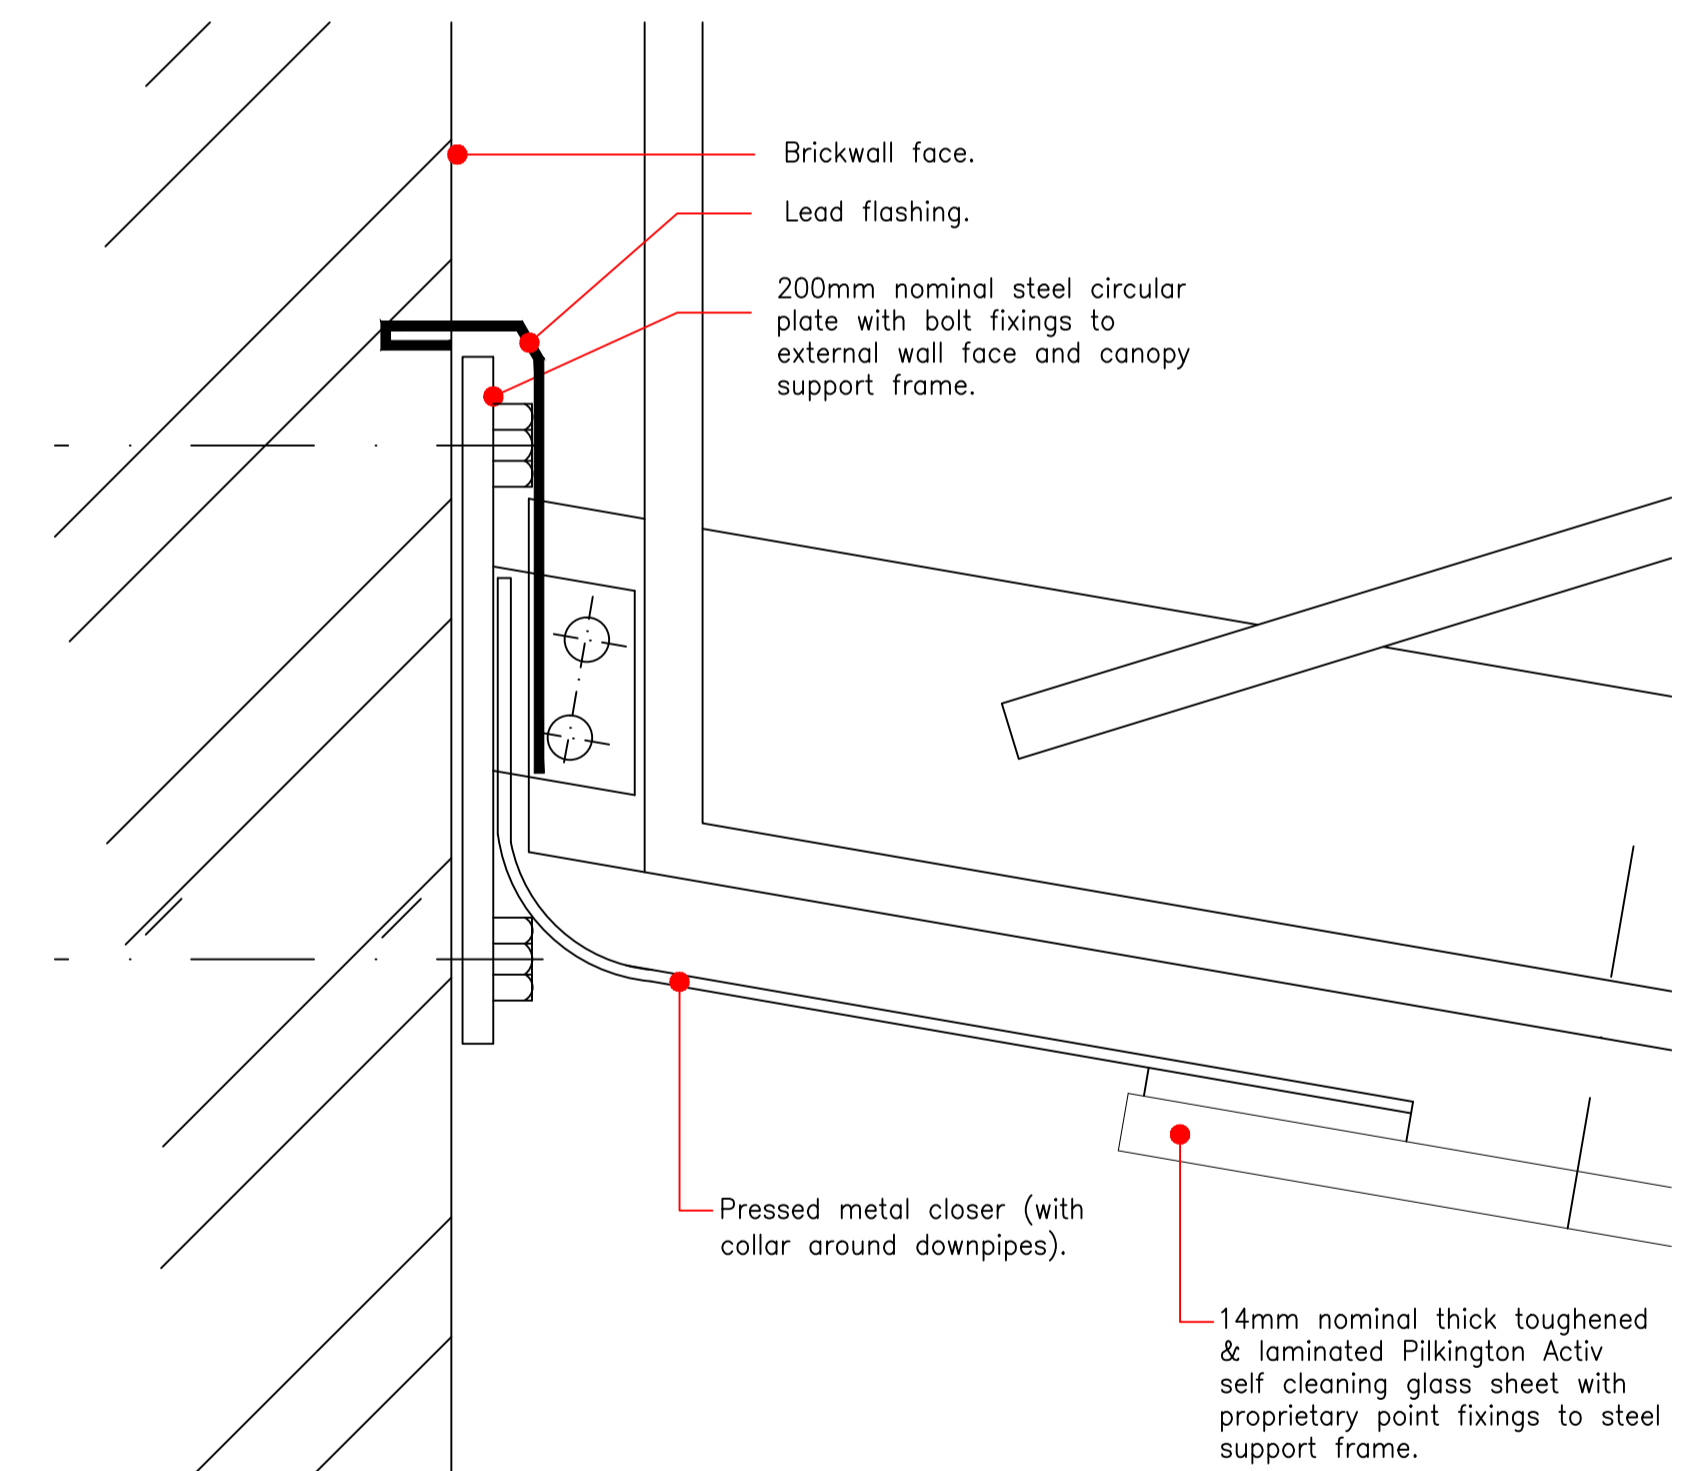 Brickwall face.
Lead flashing.
200mm nominal steel circular
plate with bolt fixings to
external wall face and canopy
support frame.
Pressed metal closer (with
collar around downpipes).
14mm nominal thick toughened
& laminated Pilkington Activ
self cleaning glass sheet with
proprietary point fixings to steel
support frame.